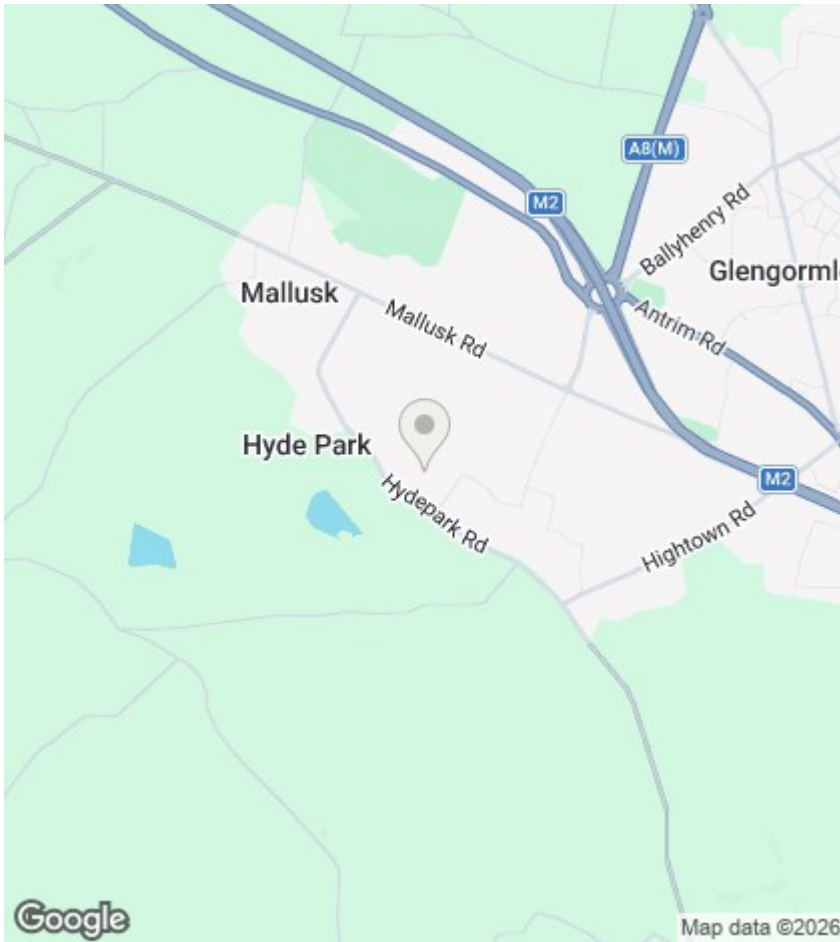 A8(M)
M2
Ballyhenry Rd
Glengormle
Mallusk
Mallusk Rd
Antrim Rd
Hyde Park
Hydepark Rd
M2
Hightown Rd
Google
Map data ©2026